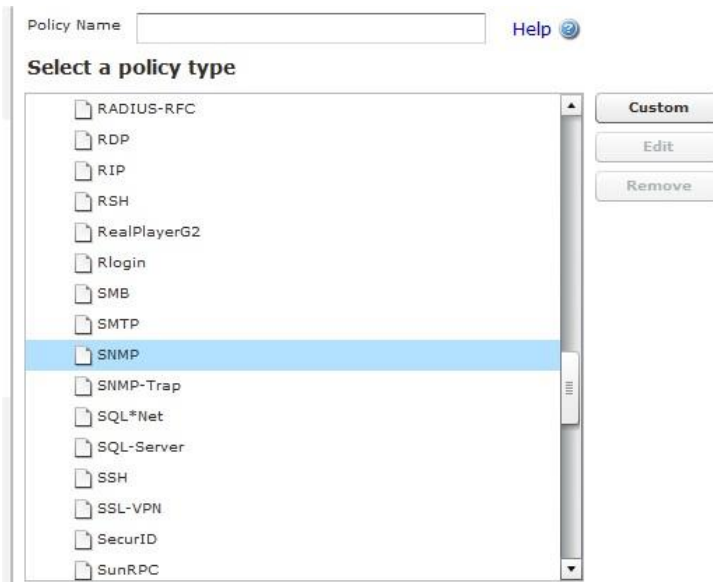 Policy Name
Help
Select a policy type
RADIUS-RFC
Custom
RDP
Edit
RIP
Remove
RSH
RealPlayerG2
Rlogin
SMB
SMTP
SNMP
SNMP-Trap
SQL*Net
SQL-Server
SSH
SSL-VPN
SecurID
SunRPC